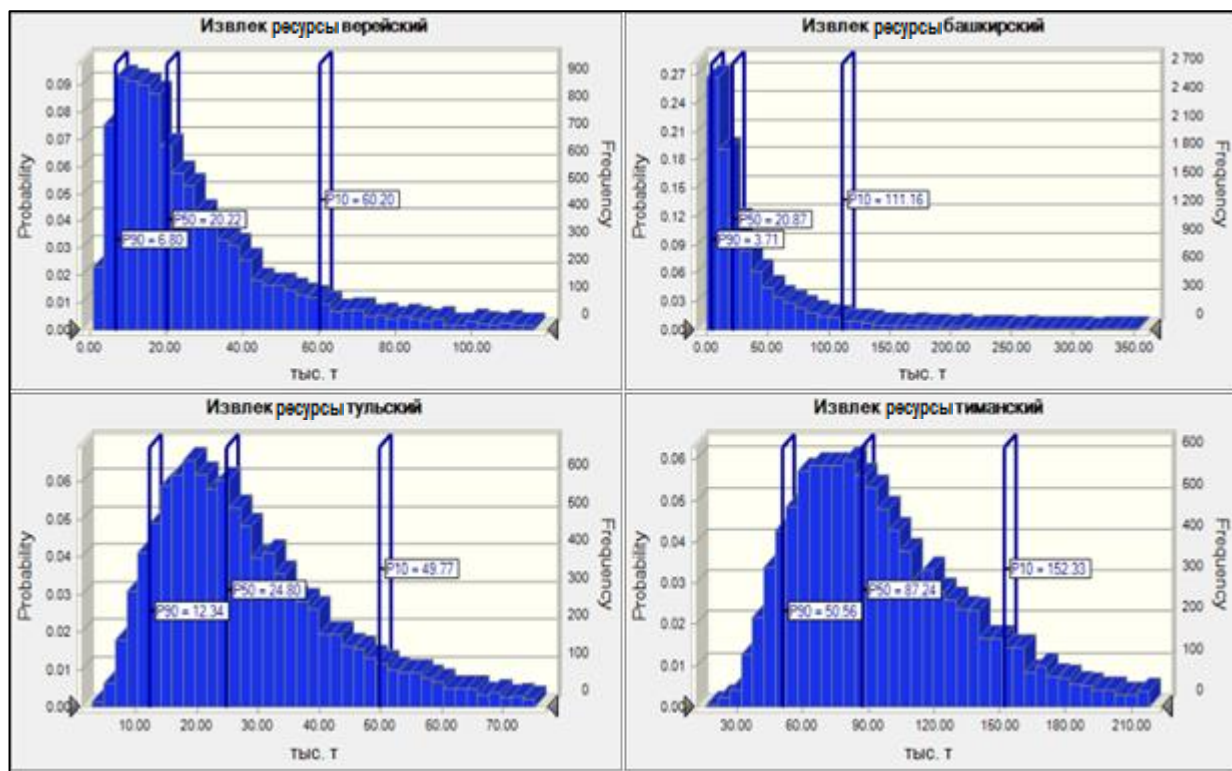 Извлек ресурсы верейский
Probability
0.09
0.08
0.07
0.06
0.05
0.04
0.03
0.02
0.01
0.00
P90 = 6.80
P50 = 20.22
P10 = 60.20
900
800
700
600
500
400
300
200
100
0
Frequency
0.00 20.00 40.00 60.00 80.00 100.00
тыс. т
Извлек ресурсы башкирский
Probability
0.27
0.24
0.21
0.18
0.15
0.12
0.09
0.06
0.03
0.00
P90 = 3.71
P50 = 20.87
P10 = 111.16
2 700
2 400
2 100
1 800
1 500
1 200
900
600
300
0
Frequency
0.00 50.00 100.00 150.00 200.00 250.00 300.00 350.00
тыс. т
Извлек ресурсы тульский
Probability
0.06
0.05
0.04
0.03
0.02
0.01
0.00
P90 = 12.34
P50 = 24.80
P10 = 49.77
600
500
400
300
200
100
0
Frequency
10.00 20.00 30.00 40.00 50.00 60.00 70.00
тыс. т
Извлек ресурсы тиманский
Probability
0.06
0.05
0.04
0.03
0.02
0.01
0.00
P90 = 50.56
P50 = 87.24
P10 = 152.33
600
500
400
300
200
100
0
Frequency
30.00 60.00 90.00 120.00 150.00 180.00 210.00
тыс. т